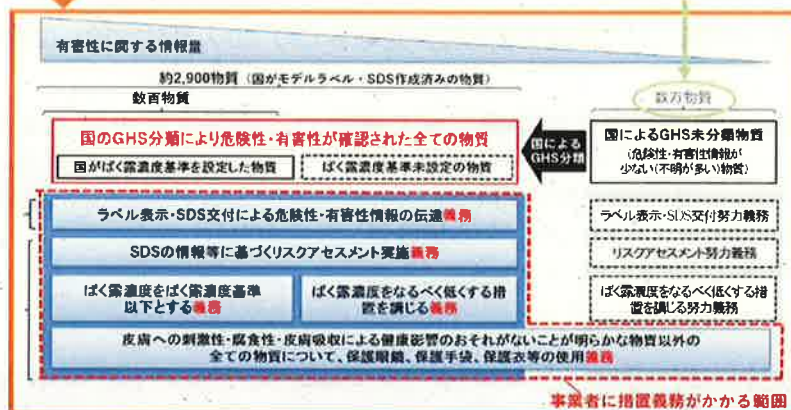 有害性に関する情報量
約2,900物質（国がモデルラベル・SDS作成済みの物質）
数百物質
数万物質
国のGHS分類により危険性・有害性が確認された全ての物質
国による
GHS分類
国によるGHS未分類物質
（危険性・有害性情報が
少ない（不明が多い）物質）
国がばく露濃度基準を設定した物質
ばく露濃度基準未設定の物質
ラベル表示・SDS交付による危険性・有害性情報の伝達義務
ラベル表示・SDS交付努力義務
SDSの情報等に基づくリスクアセスメント実施義務
リスクアセスメント努力義務
ばく露濃度をばく露濃度基準
以下とする義務
ばく露濃度をなるべく低くする措
置を講じる義務
ばく露濃度をなるべく低くする措
置を講じる努力義務
皮膚への刺激性・腐食性・皮膚吸収による健康影響のおそれがないことが明らかな物質以外の
全ての物質について、保護眼鏡、保護手袋、保護衣等の使用義務
事業者に措置義務がかかる範囲